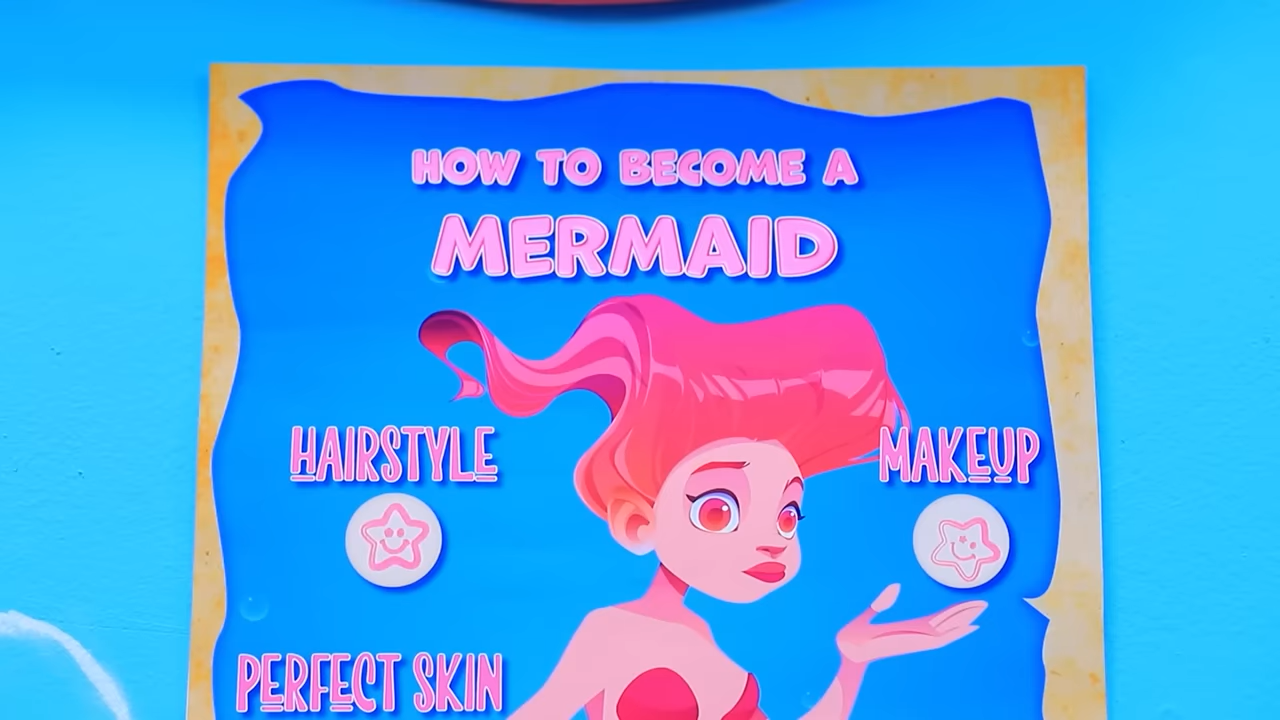 HOW TO BECOME A
MERMAID
HAIRSTYLE
MAKEUP
PERFECT SKIN